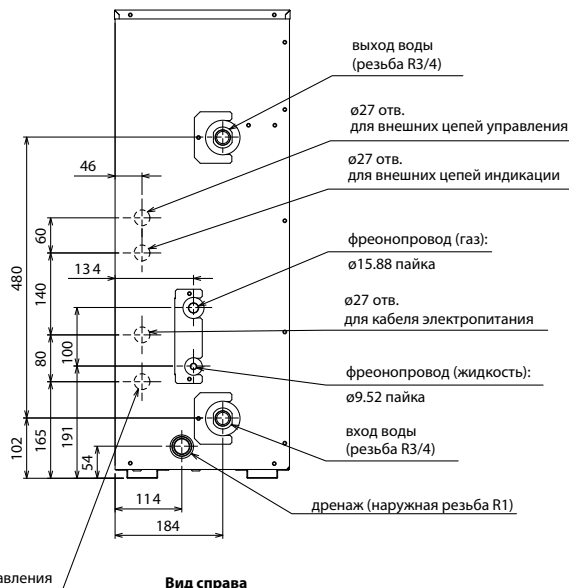 выход воды
(резьба R3/4)
ø27 отв.
для внешних цепей управления
46
ø27 отв.
для внешних цепей индикации
60
фреонопровод (газ):
134
ø15.88 пайка
480
140
ø27 отв.
для кабеля электропитания
100
80
фреонопровод (жидкость):
ø9.52 пайка
вход воды
(резьба R3/4)
102
165
191
54
114
дренаж (наружная резьба R1)
184
авления
Вид справа